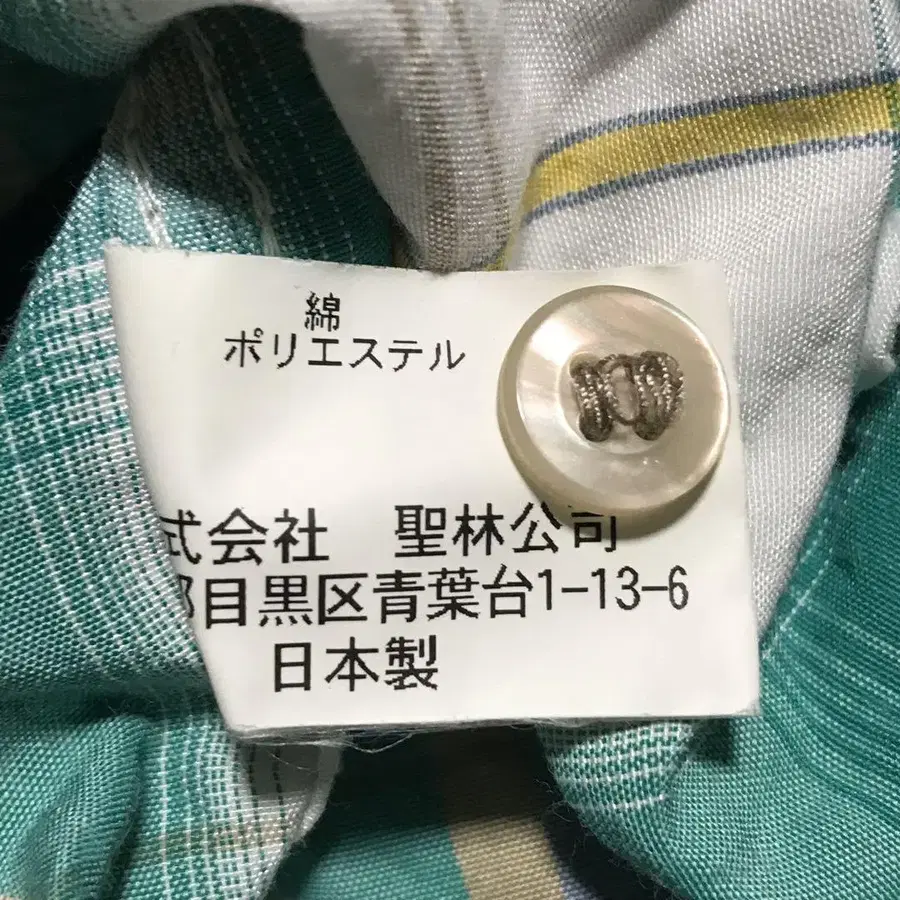 綿
ポリエステル
式会社 聖林公司
都目黒区青葉台1-13-6
日本製